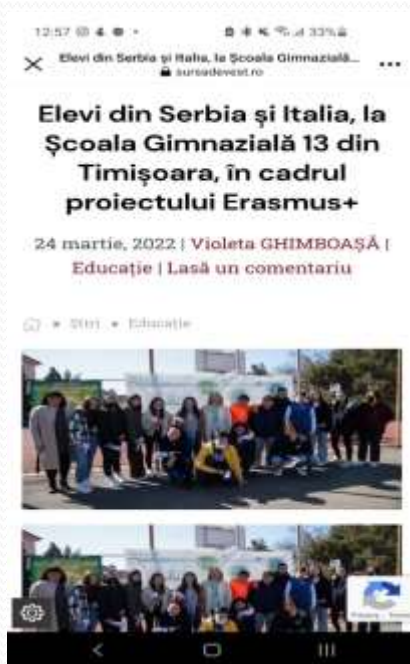 12:57
33%
Elevi din Serbia și Italia, la Școala Gimnazială...
sursadevest.ro
Elevi din Serbia și Italia, la
Școala Gimnazială 13 din
Timișoara, în cadrul
proiectului Erasmus+
24 martie, 2022 | Violeta GHIMBOAȘĂ |
Educație | Lasă un comentariu
Știri • Educație